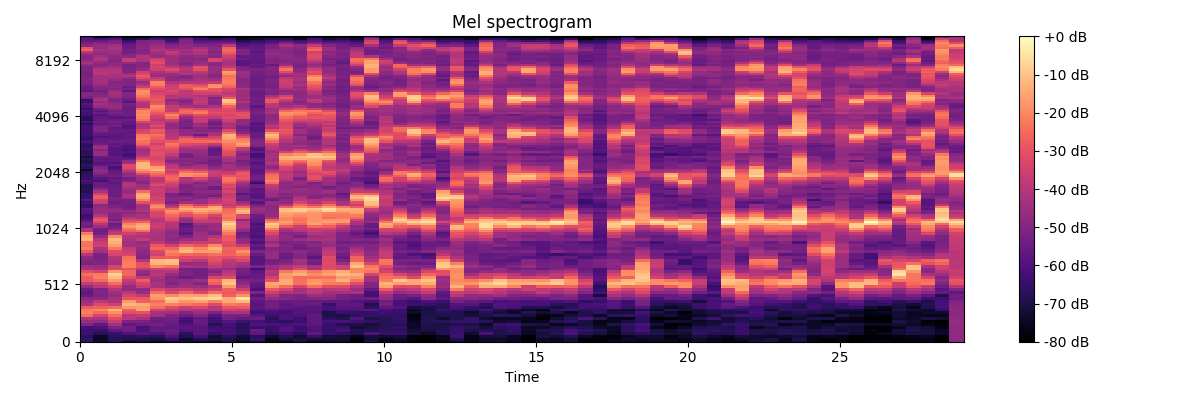 Mel spectrogram
Hz
8192
4096
2048
1024
512
0
0 5 10 15 20 25
Time
+0 dB
-10 dB
-20 dB
-30 dB
-40 dB
-50 dB
-60 dB
-70 dB
-80 dB